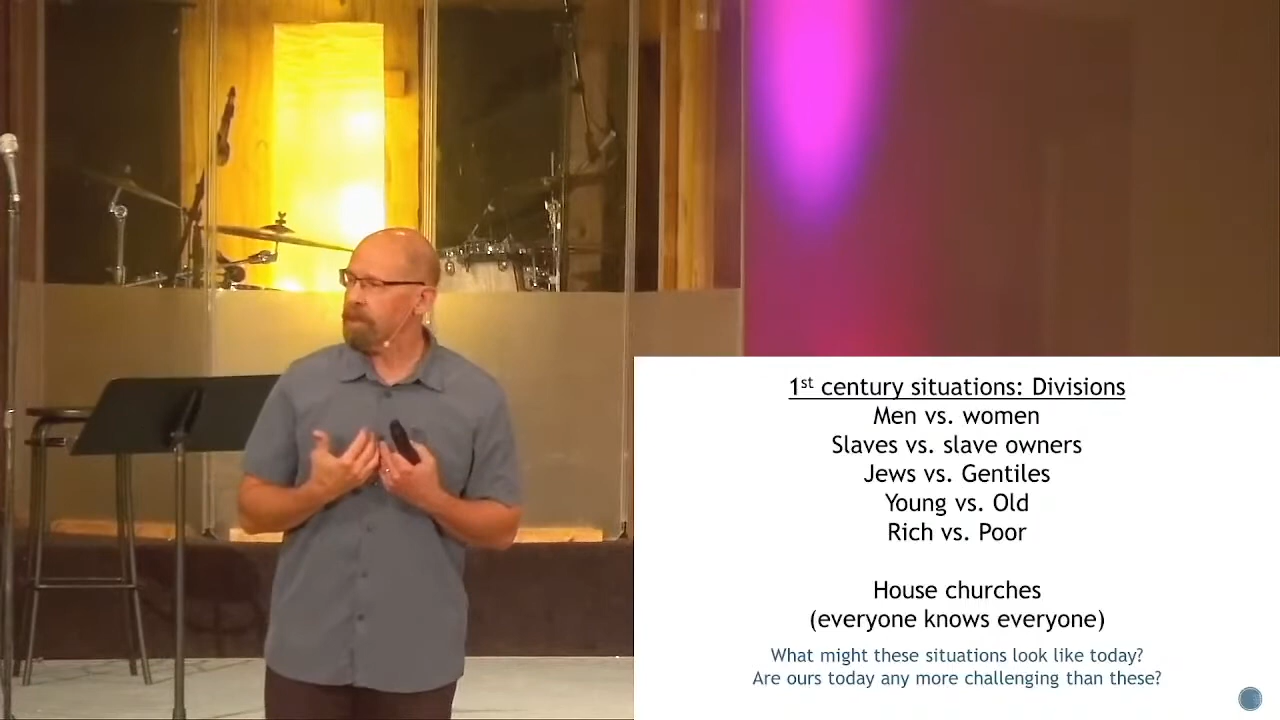 1st century situations: Divisions
Men vs. women
Slaves vs. slave owners
Jews vs. Gentiles
Young vs. Old
Rich vs. Poor
House churches
(everyone knows everyone)
What might these situations look like today?
Are ours today any more challenging than these?